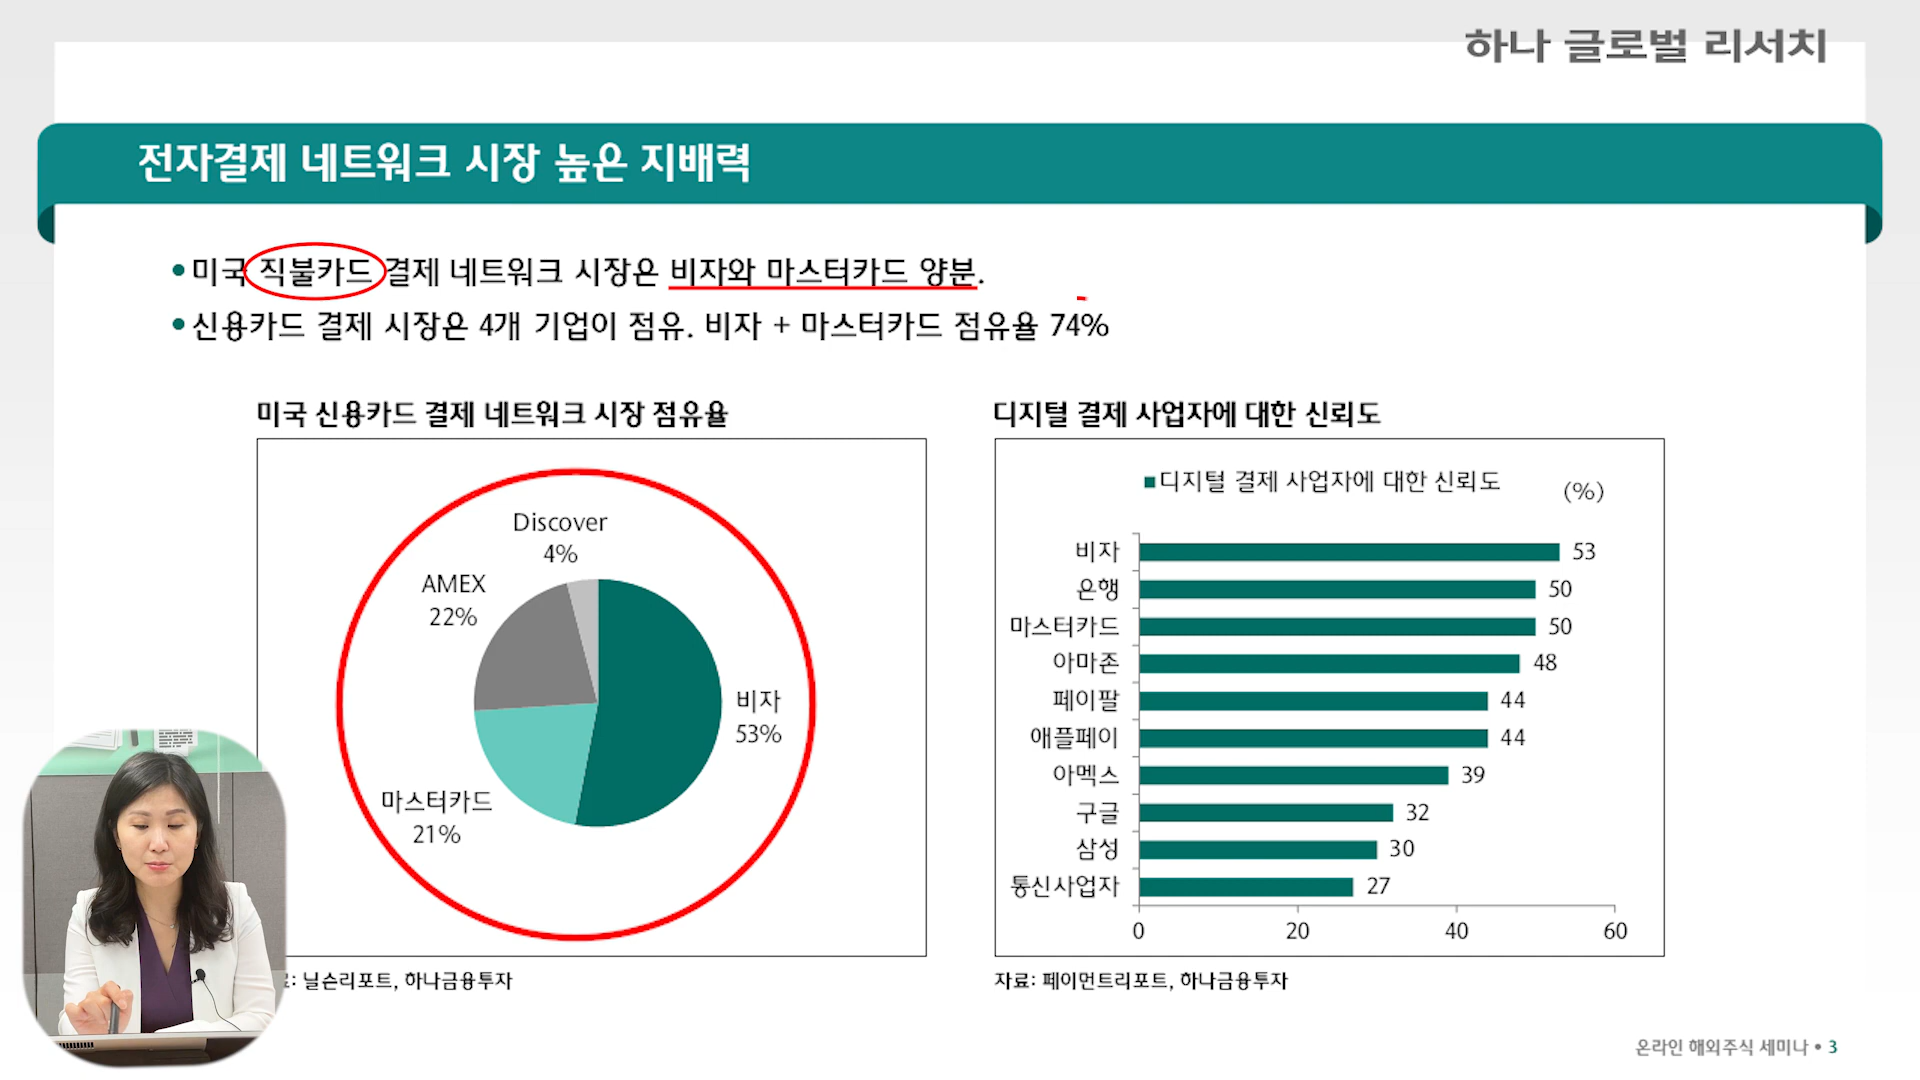 하나 글로벌 리서치
전자결제 네트워크 시장 높은 지배력
•미국 직불카드 결제 네트워크 시장은 비자와 마스터카드 양분.
•신용카드 결제 시장은 4개 기업이 점유. 비자 + 마스터카드 점유율 74%
미국 신용카드 결제 네트워크 시장 점유율
Discover
4%
AMEX
22%
비자
53%
마스터카드
21%
: 닐슨리포트, 하나금융투자
디지털 결제 사업자에 대한 신뢰도
디지털 결제 사업자에 대한 신뢰도
(%)
비자 53
은행 50
마스터카드 50
아마존 48
페이팔 44
애플페이 44
아멕스 39
구글 32
삼성 30
통신사업자 27
0 20 40 60
자료: 페이먼트리포트, 하나금융투자
온라인 해외주식 세미나 • 3